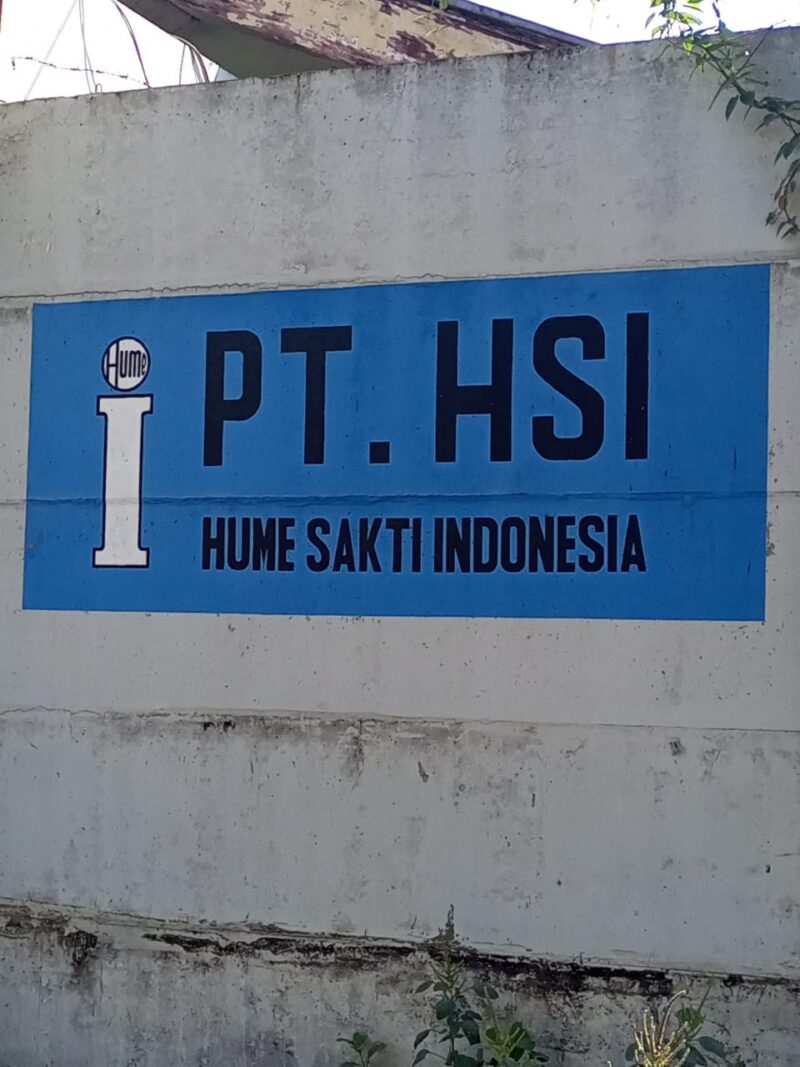 Hume
i
PT. HSI
HUME SAKTI INDONESIA